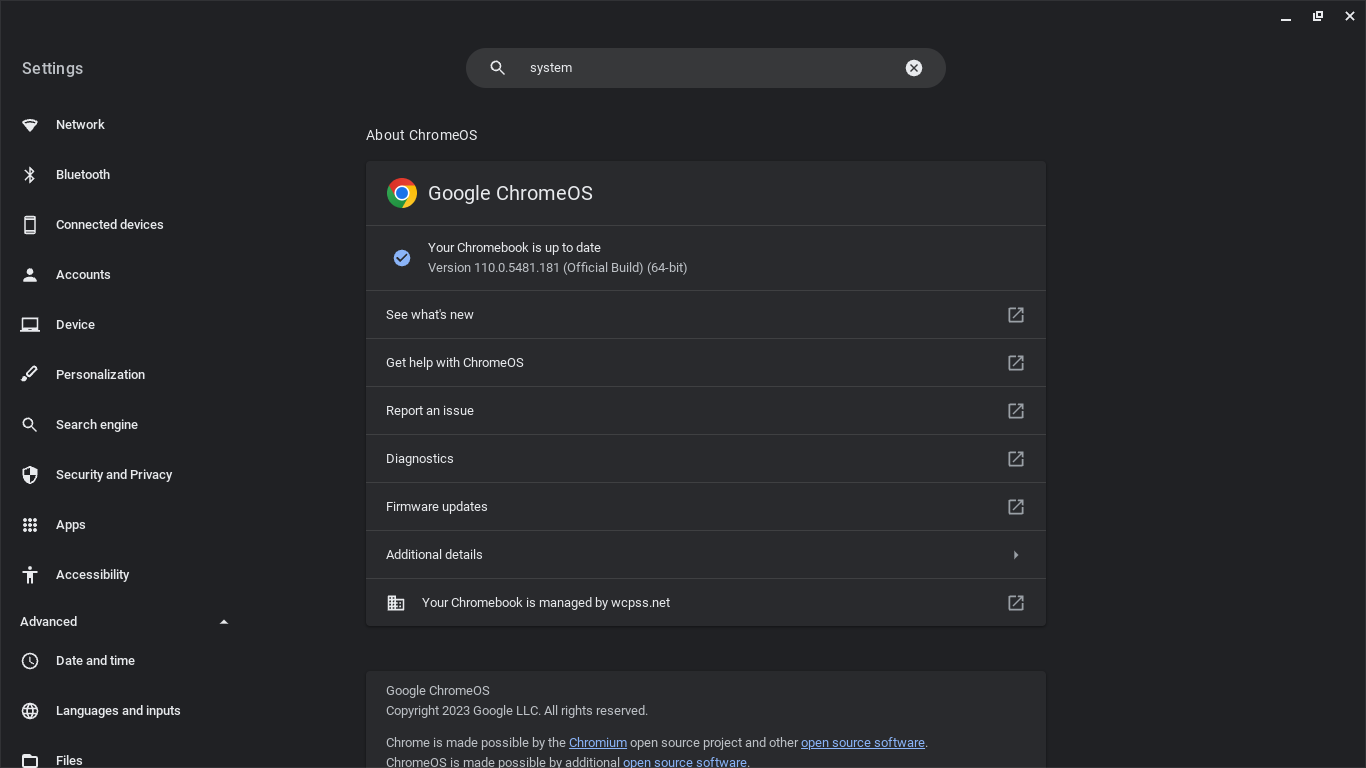 Settings
system
Network
Bluetooth
Connected devices
Accounts
Device
Personalization
Search engine
Security and Privacy
Apps
Accessibility
Advanced
Date and time
Languages and inputs
Files
About ChromeOS
Google ChromeOS
Your Chromebook is up to date
Version 110.0.5481.181 (Official Build) (64-bit)
See what's new
Get help with ChromeOS
Report an issue
Diagnostics
Firmware updates
Additional details
Your Chromebook is managed by wcpss.net
Google ChromeOS
Copyright 2023 Google LLC. All rights reserved.
Chrome is made possible by the Chromium open source project and other open source software.
ChromeOS is made possible by additional open source software.